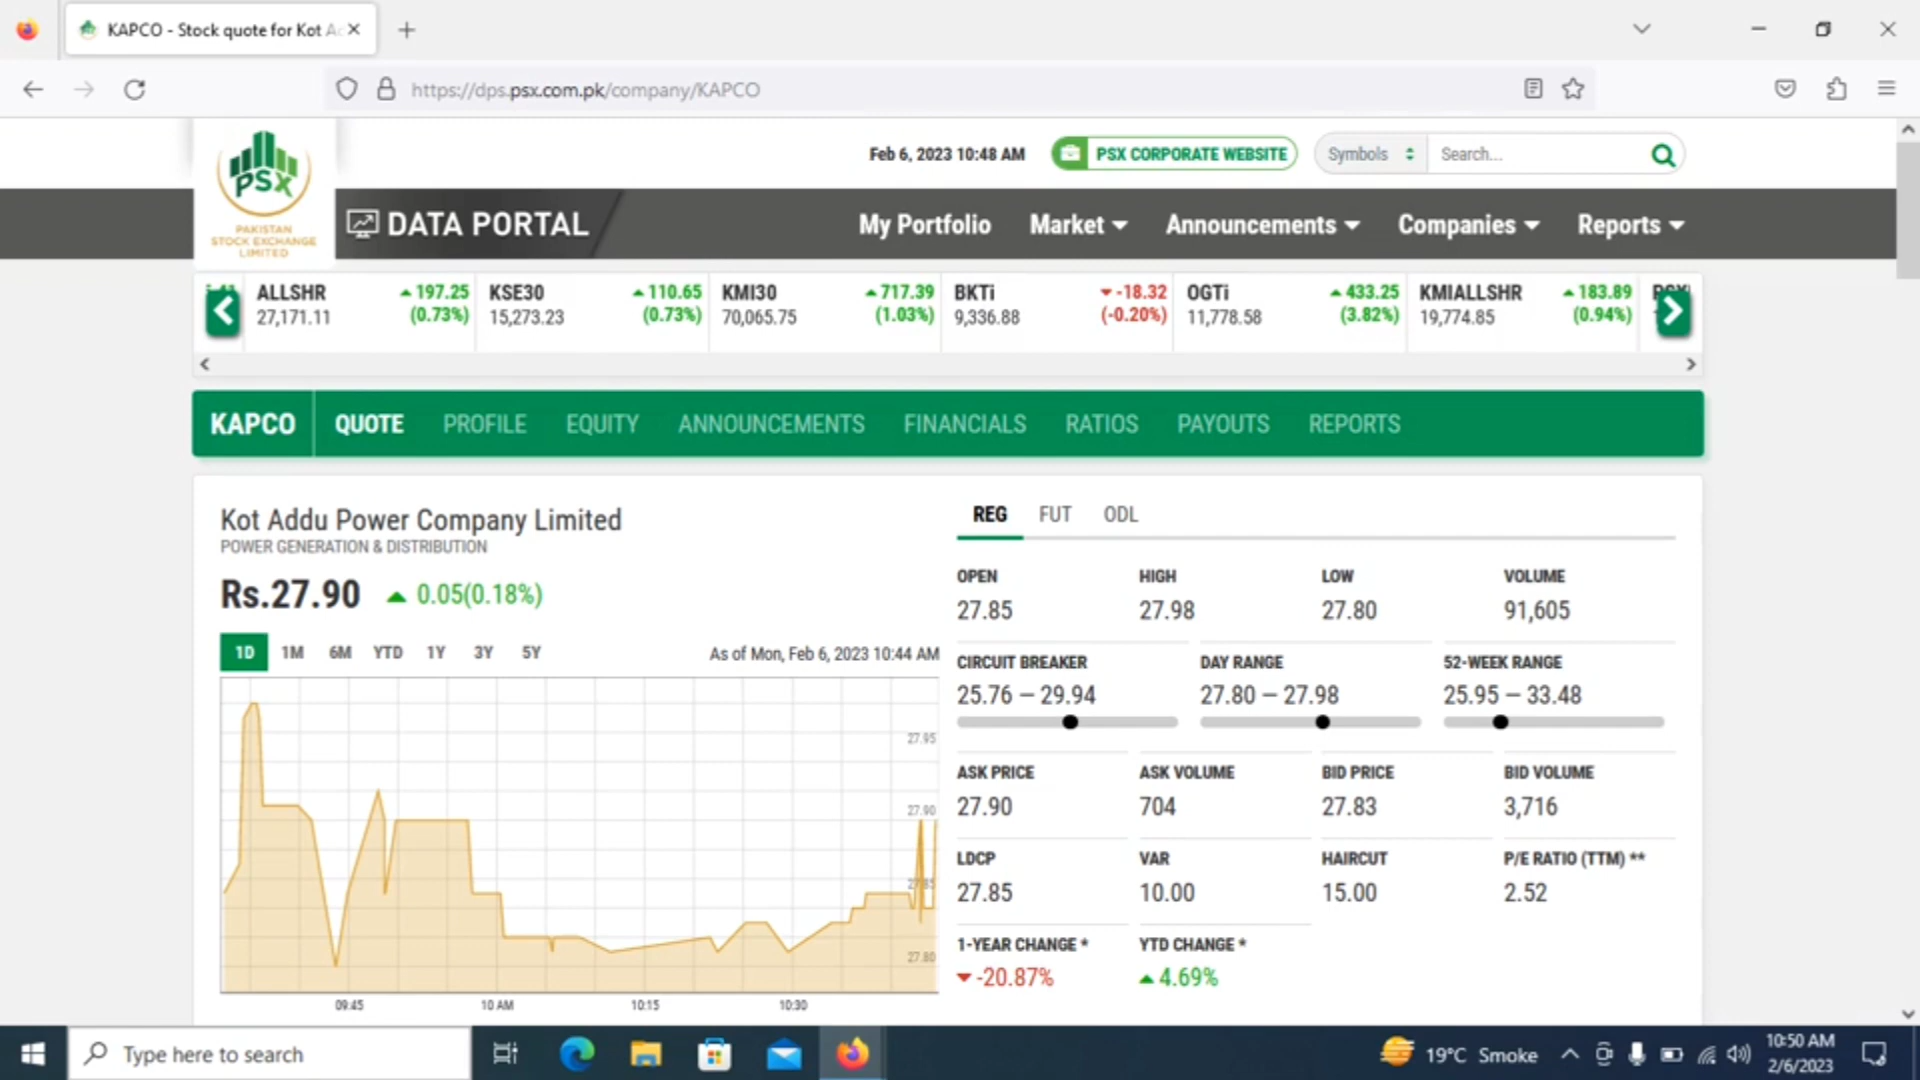 KAPCO - Stock quote for Kot Ad
https://dps.psx.com.pk/company/KAPCO
PSX
PAKISTAN
STOCK EXCHANGE
LIMITED
Feb 6, 2023 10:48 AM
PSX CORPORATE WEBSITE
Symbols
Search...
DATA PORTAL
My Portfolio
Market
Announcements
Companies
Reports
ALLSHR 197.25
27,171.11 (0.73%)
KSE30 110.65
15,273.23 (0.73%)
KMI30 717.39
70,065.75 (1.03%)
BKTi -18.32
9,336.88 (-0.20%)
OGTi 433.25
11,778.58 (3.82%)
KMIALLSHR 183.89
19,774.85 (0.94%)
KAPCO QUOTE PROFILE EQUITY ANNOUNCEMENTS FINANCIALS RATIOS PAYOUTS REPORTS
Kot Addu Power Company Limited
POWER GENERATION & DISTRIBUTION
Rs.27.90 0.05(0.18%)
1D 1M 6M YTD 1Y 3Y 5Y
As of Mon, Feb 6, 2023 10:44 AM
27.95
27.90
27.85
27.80
09:45 10 AM 10:15 10:30
REG FUT ODL
OPEN HIGH LOW VOLUME
27.85 27.98 27.80 91,605
CIRCUIT BREAKER DAY RANGE 52-WEEK RANGE
25.76 — 29.94 27.80 — 27.98 25.95 — 33.48
ASK PRICE ASK VOLUME BID PRICE BID VOLUME
27.90 704 27.83 3,716
LDCP VAR HAIRCUT P/E RATIO (TTM) **
27.85 10.00 15.00 2.52
1-YEAR CHANGE * YTD CHANGE *
-20.87% 4.69%
Type here to search
19°C Smoke
10:50 AM
2/6/2023